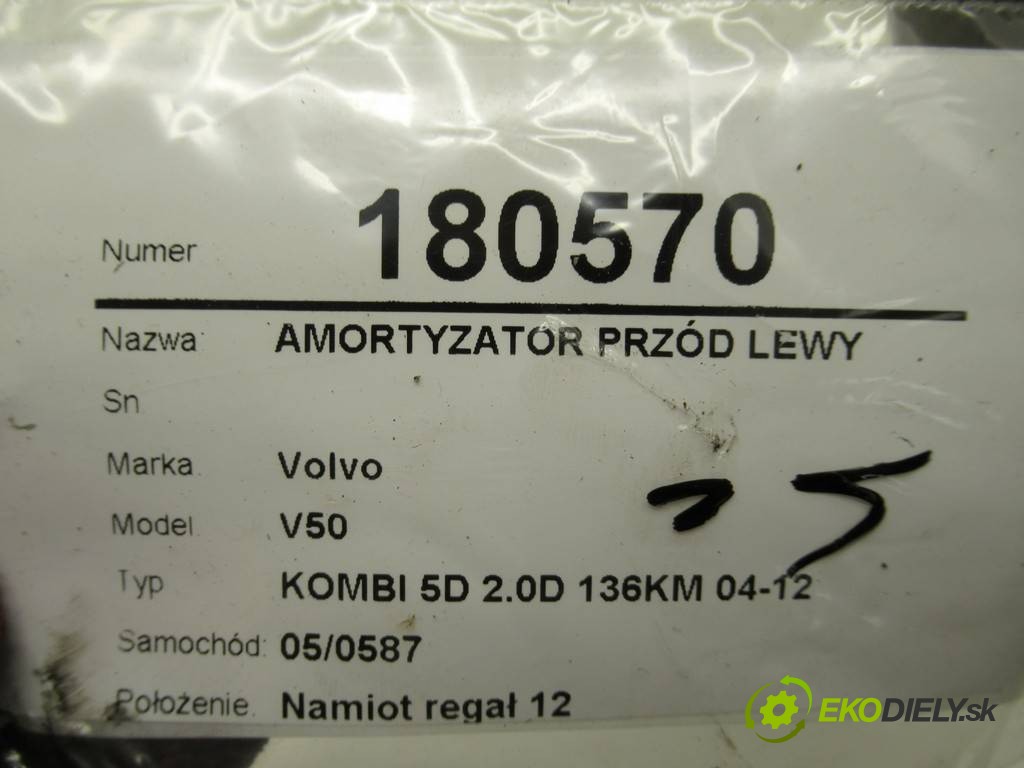 Numer 180570
Nazwa: AMORTYZATOR PRZÓD LEWY
Sn
Marka Volvo
Model V50
Typ KOMBI 5D 2.0D 136KM 04-12
Samochód: 05/0587
Położenie. Namiot regał 12
EKODIELY.sk